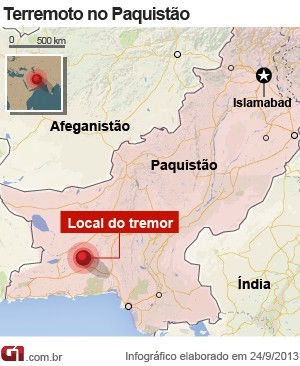 Terremoto no Paquistão
0 500 km
Islamabad
Afeganistão
Paquistão
Local do tremor
Índia
G1.com.br
Infográfico elaborado em 24/9/2013